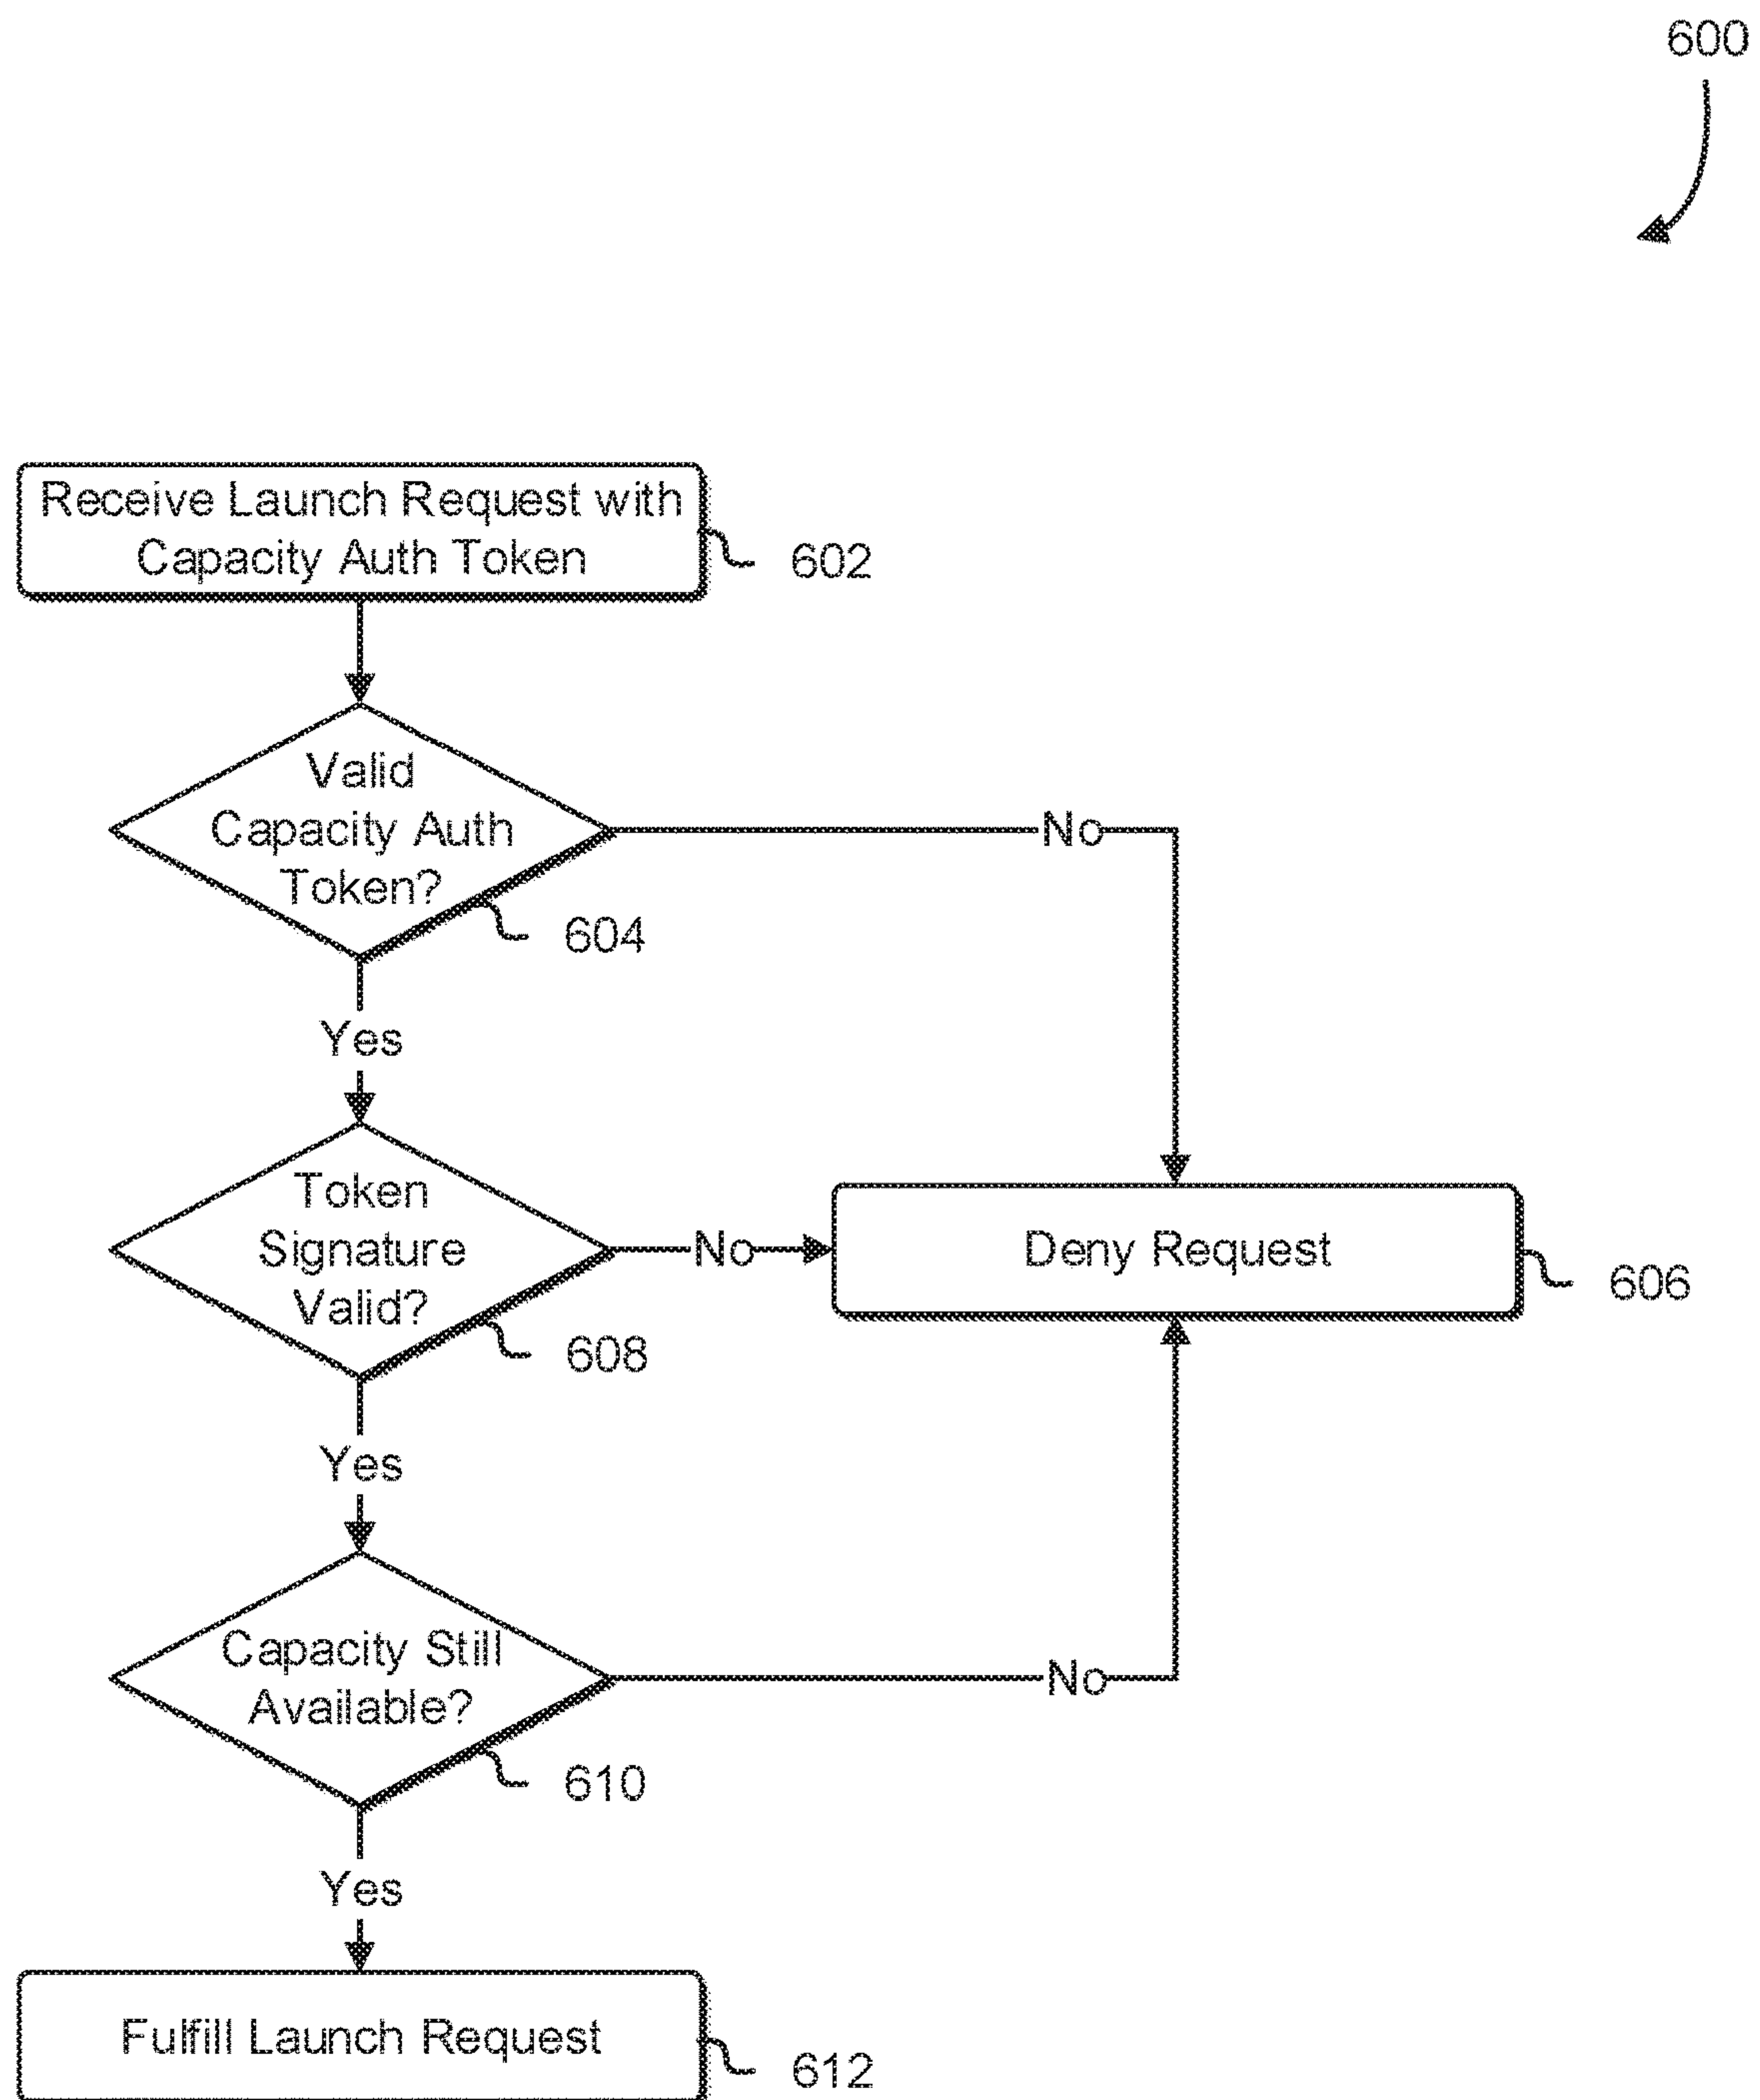 600
Receive Launch Request with
Capacity Auth Token
602
Valid
Capacity Auth
Token?
No
604
Yes
Token
Signature
Valid?
No
Deny Request
606
608
Yes
Capacity Still
Available?
No
610
Yes
Fulfill Launch Request
612